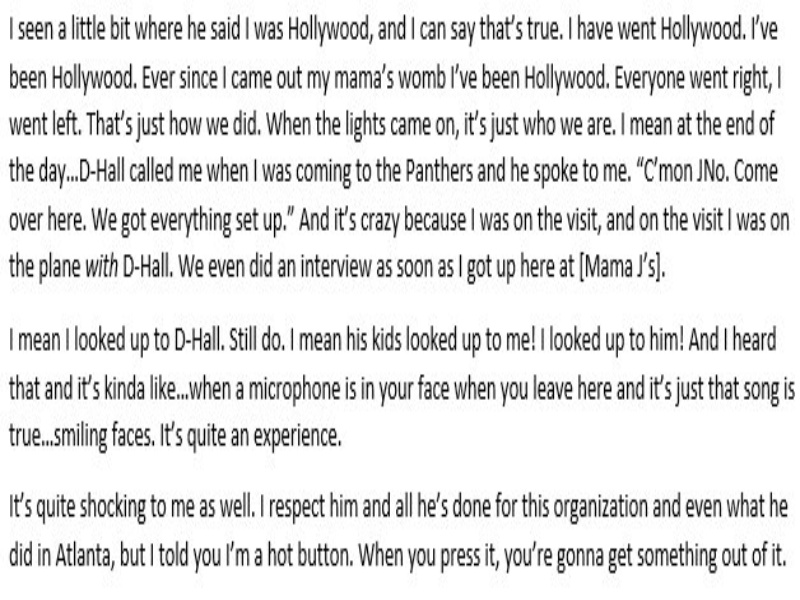 I seen a little bit where he said I was Hollywood, and I can say that's true. I have went Hollywood. I've
been Hollywood. Ever since I came out my mama's womb I've been Hollywood. Everyone went right, I
went left. That's just how we did. When the lights came on, it's just who we are. I mean at the end of
the day…D-Hall called me when I was coming to the Panthers and he spoke to me. “C'mon JNo. Come
over here. We got everything set up.” And it's crazy because I was on the visit, and on the visit I was on
the plane with D-Hall. We even did an interview as soon as I got up here at [Mama J's].
I mean I looked up to D-Hall. Still do. I mean his kids looked up to me! I looked up to him! And I heard
that and it's kinda like…when a microphone is in your face when you leave here and it's just that song is
true…smiling faces. It's quite an experience.
It's quite shocking to me as well. I respect him and all he's done for this organization and even what he
did in Atlanta, but I told you I'm a hot button. When you press it, you're gonna get something out of it.